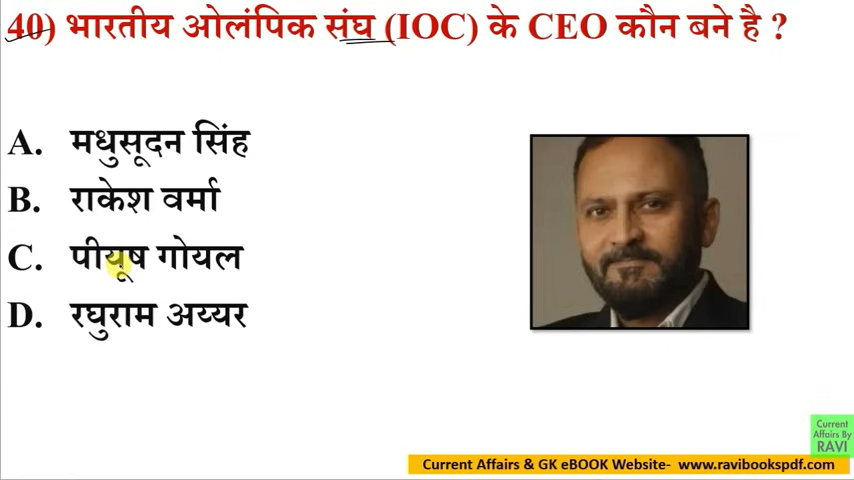 40) भारतीय ओलंपिक संघ (IOC) के CEO कौन बने है ?
A. मधुसूदन सिंह
B. राकेश वर्मा
C. पीयूष गोयल
D. रघुराम अय्यर
Current
Affairs By
RAVI
Current Affairs & GK eBOOK Website- www.ravibookspdf.com